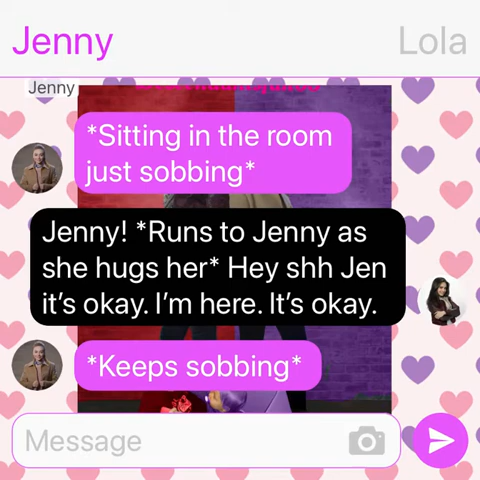 Jenny
Lola
Jenny
*Sitting in the room
just sobbing*
Jenny! *Runs to Jenny as
she hugs her* Hey shh Jen
it’s okay. I’m here. It’s okay.
*Keeps sobbing*
Message